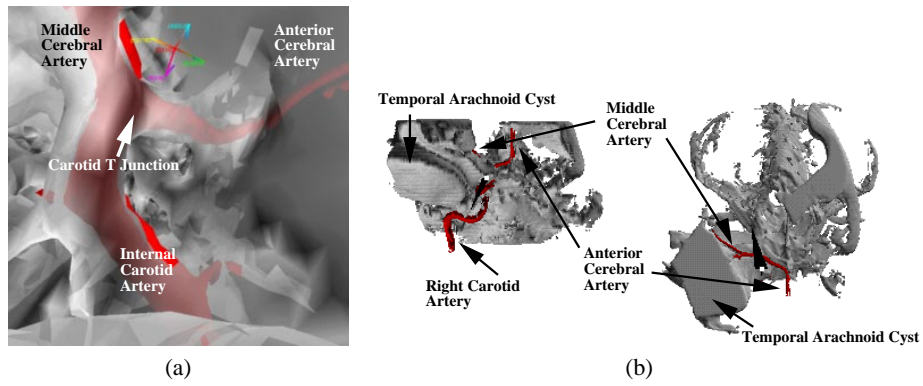 Middle
Cerebral
Artery
Anterior
Cerebral
Artery
Carotid T Junction
Internal
Carotid
Artery
(a)
Temporal Arachnoid Cyst
Middle
Cerebral
Artery
Right Carotid
Artery
Anterior
Cerebral
Artery
Temporal Arachnoid Cyst
(b)